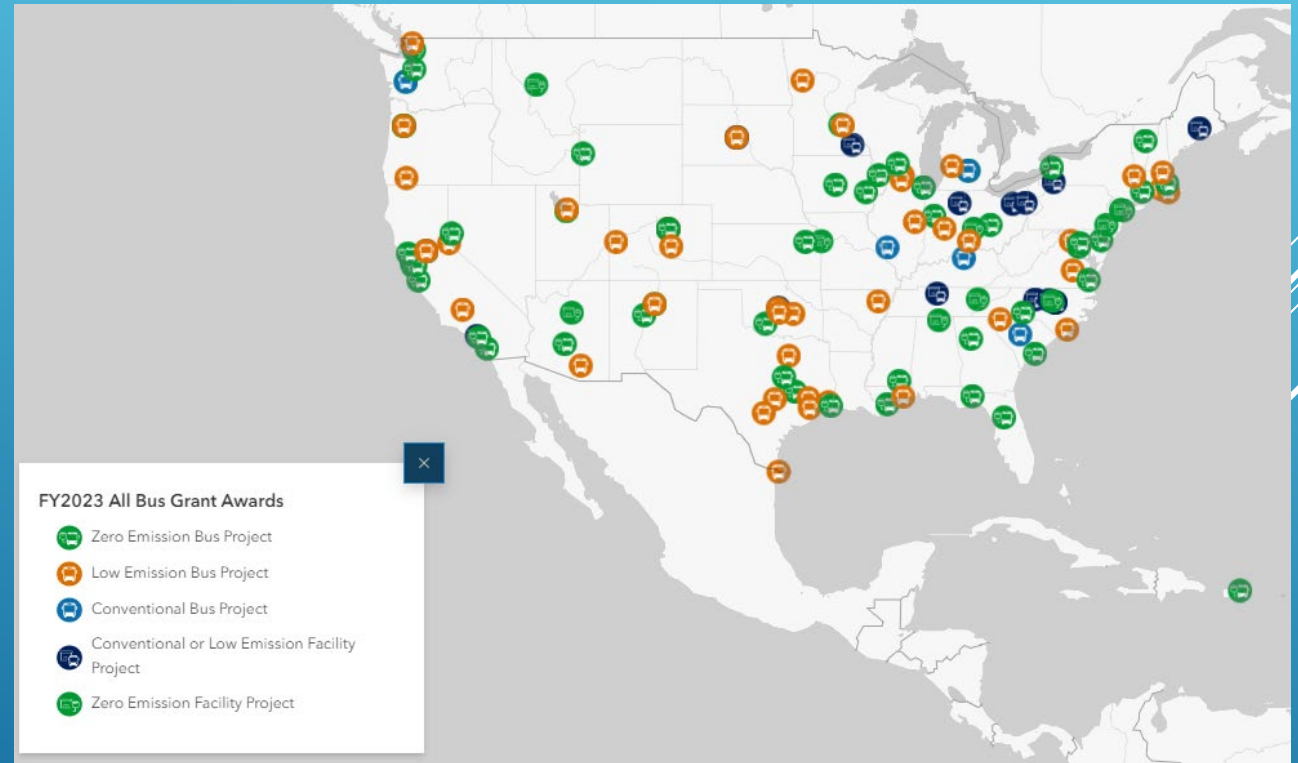 FY2023 All Bus Grant Awards
Zero Emission Bus Project
Low Emission Bus Project
Conventional Bus Project
Conventional or Low Emission Facility
Project
Zero Emission Facility Project